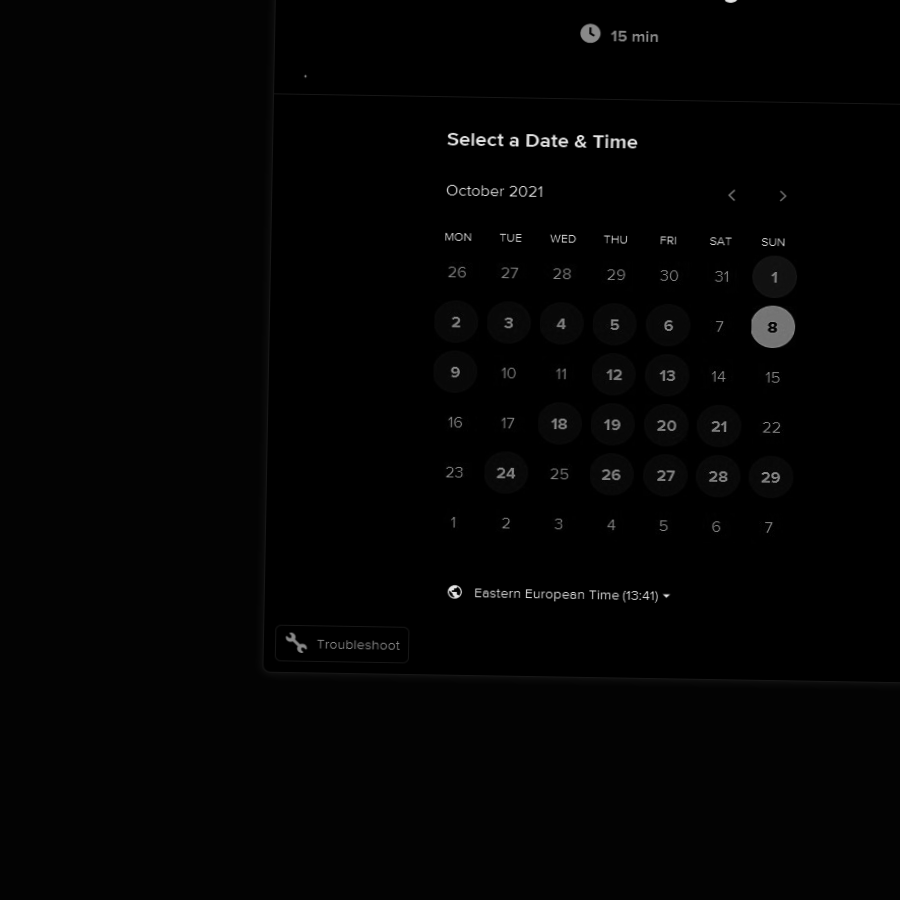 15 min
.
Select a Date & Time
October 2021
MON TUE WED THU FRI SAT SUN
26 27 28 29 30 31 1
2 3 4 5 6 7 8
9 10 11 12 13 14 15
16 17 18 19 20 21 22
23 24 25 26 27 28 29
1 2 3 4 5 6 7
Eastern European Time (13:41)
Troubleshoot